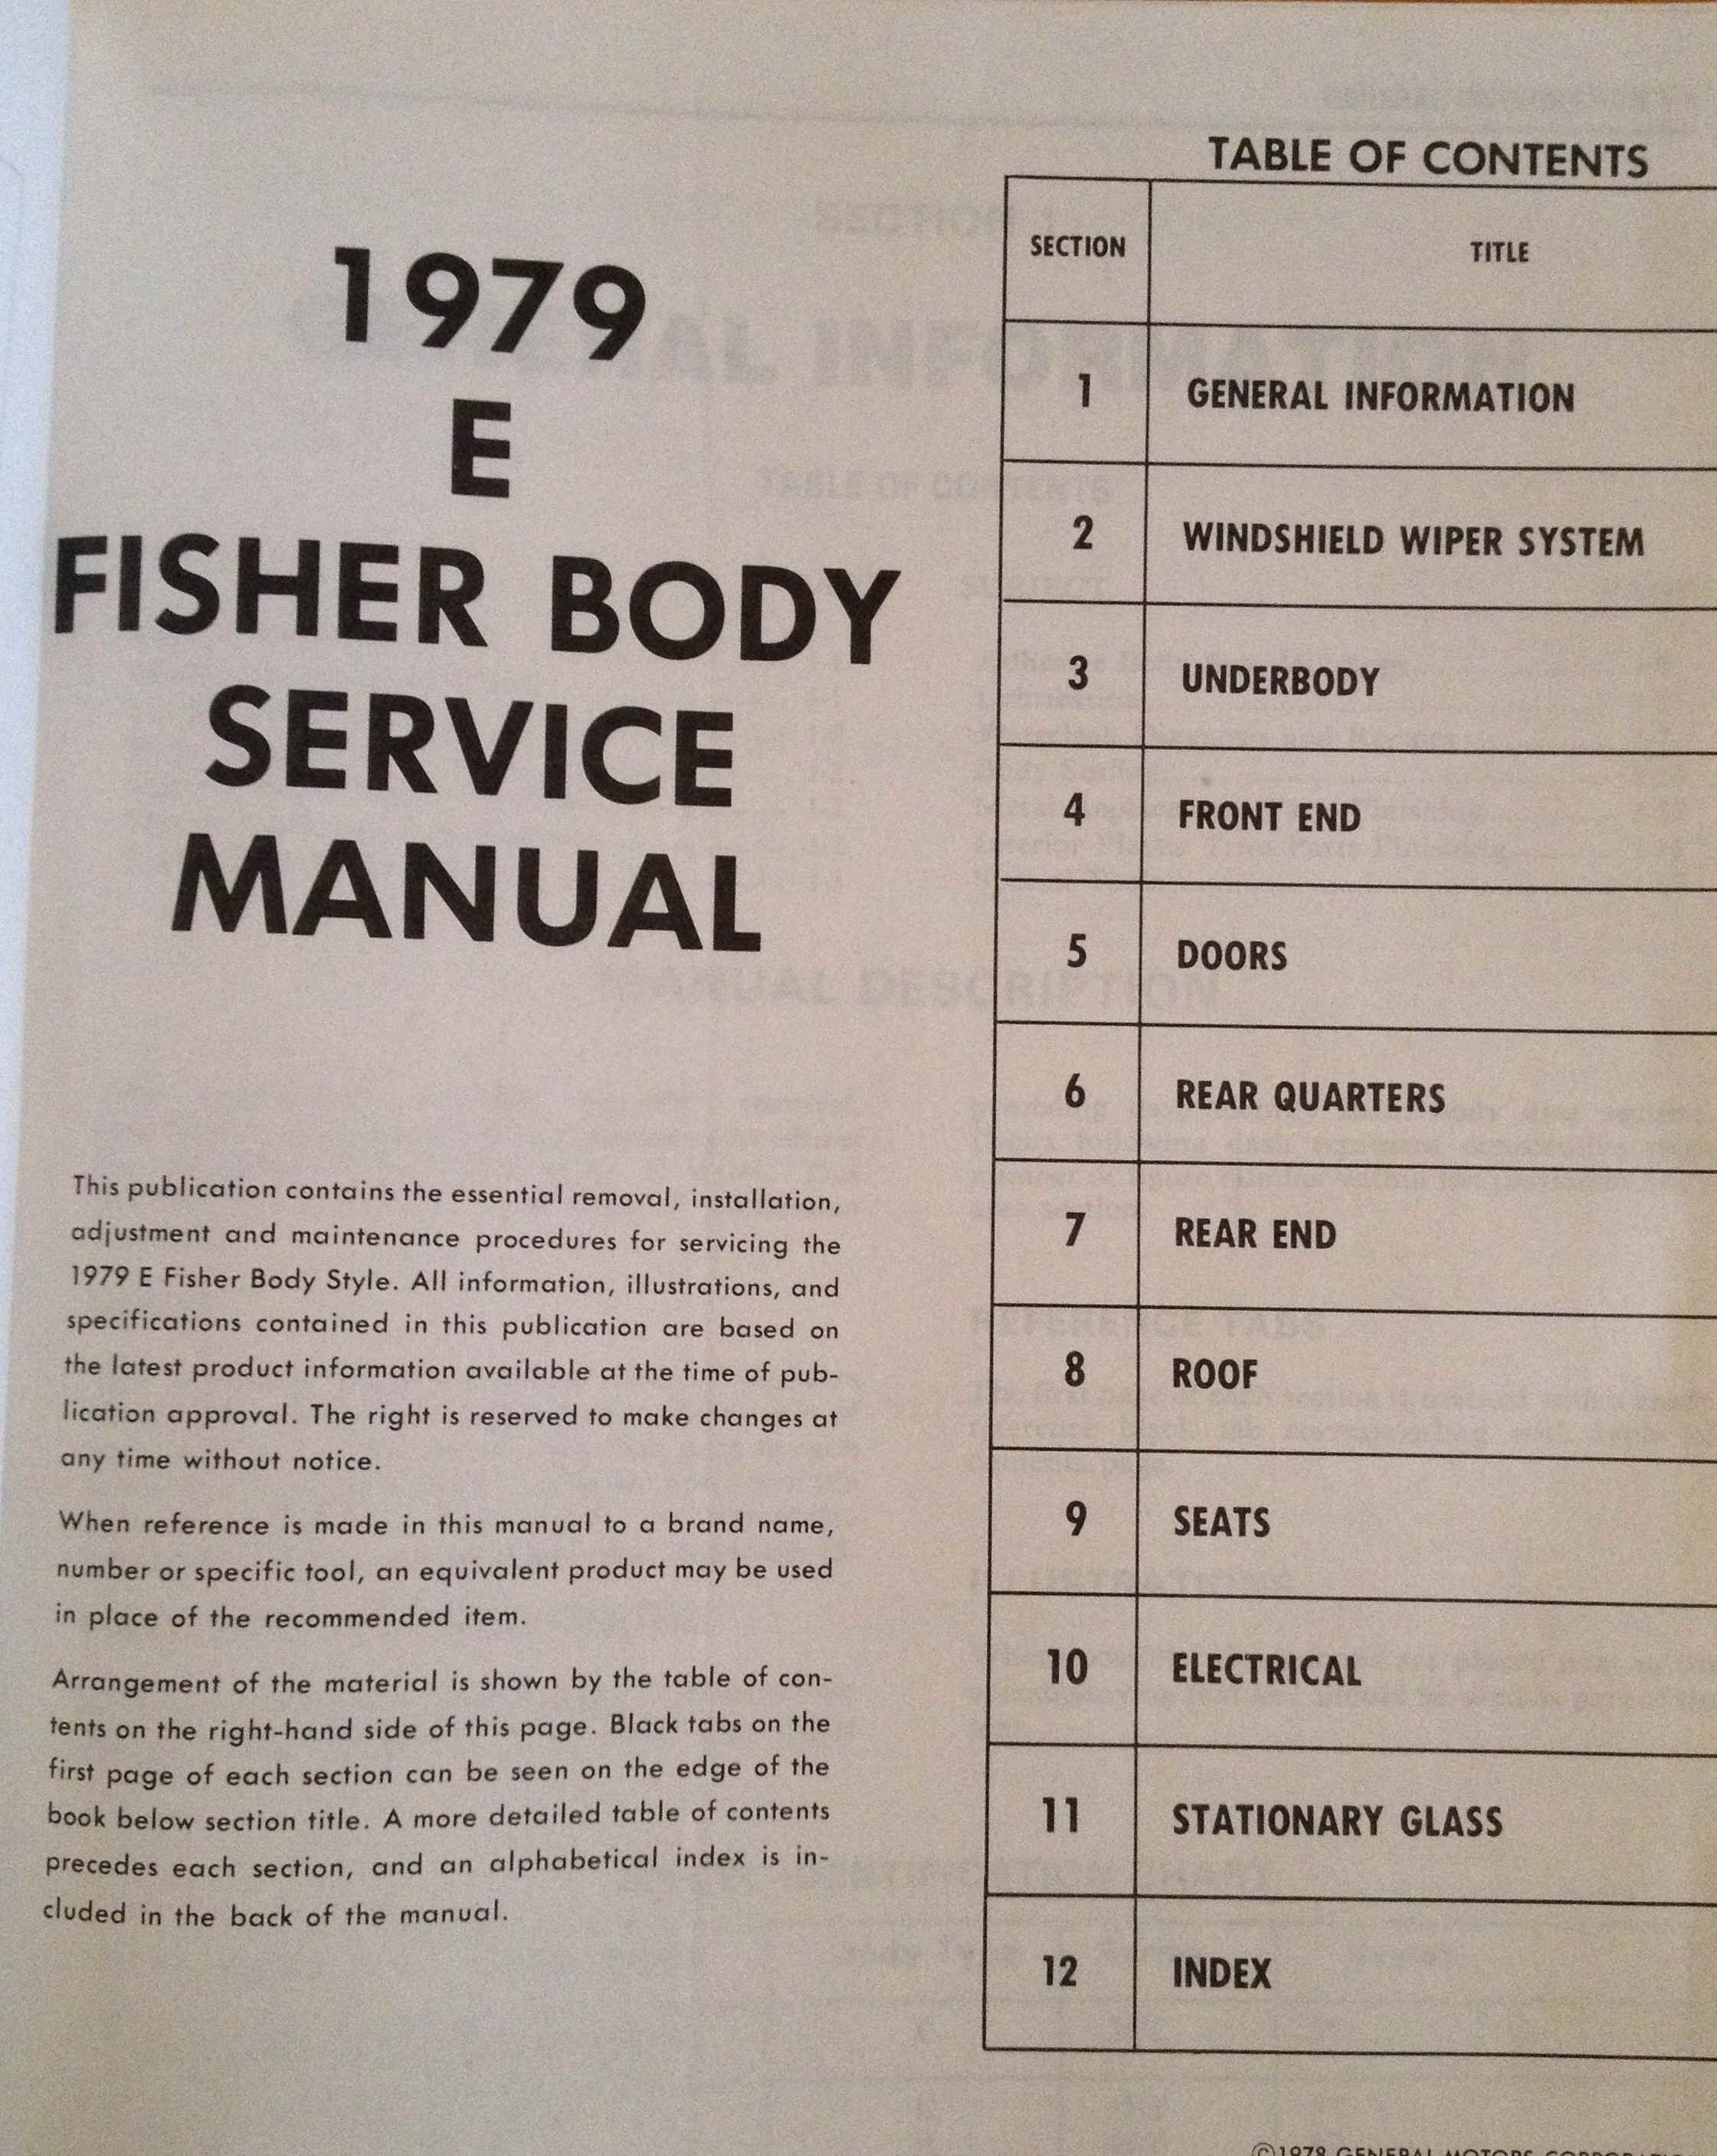 1979
E
FISHER BODY
SERVICE
MANUAL
This publication contains the essential removal, installation,
adjustment and maintenance procedures for servicing the
1979 E Fisher Body Style. All information, illustrations, and
specifications contained in this publication are based on
the latest product information available at the time of pub-
lication approval. The right is reserved to make changes at
any time without notice.
When reference is made in this manual to a brand name,
number or specific tool, an equivalent product may be used
in place of the recommended item.
Arrangement of the material is shown by the table of con-
tents on the right-hand side of this page. Black tabs on the
first page of each section can be seen on the edge of the
book below section title. A more detailed table of contents
precedes each section, and an alphabetical index is in-
cluded in the back of the manual.
TABLE OF CONTENTS
SECTION TITLE
1 GENERAL INFORMATION
2 WINDSHIELD WIPER SYSTEM
3 UNDERBODY
4 FRONT END
5 DOORS
6 REAR QUARTERS
7 REAR END
8 ROOF
9 SEATS
10 ELECTRICAL
11 STATIONARY GLASS
12 INDEX
©1978 GENERAL MOTORS